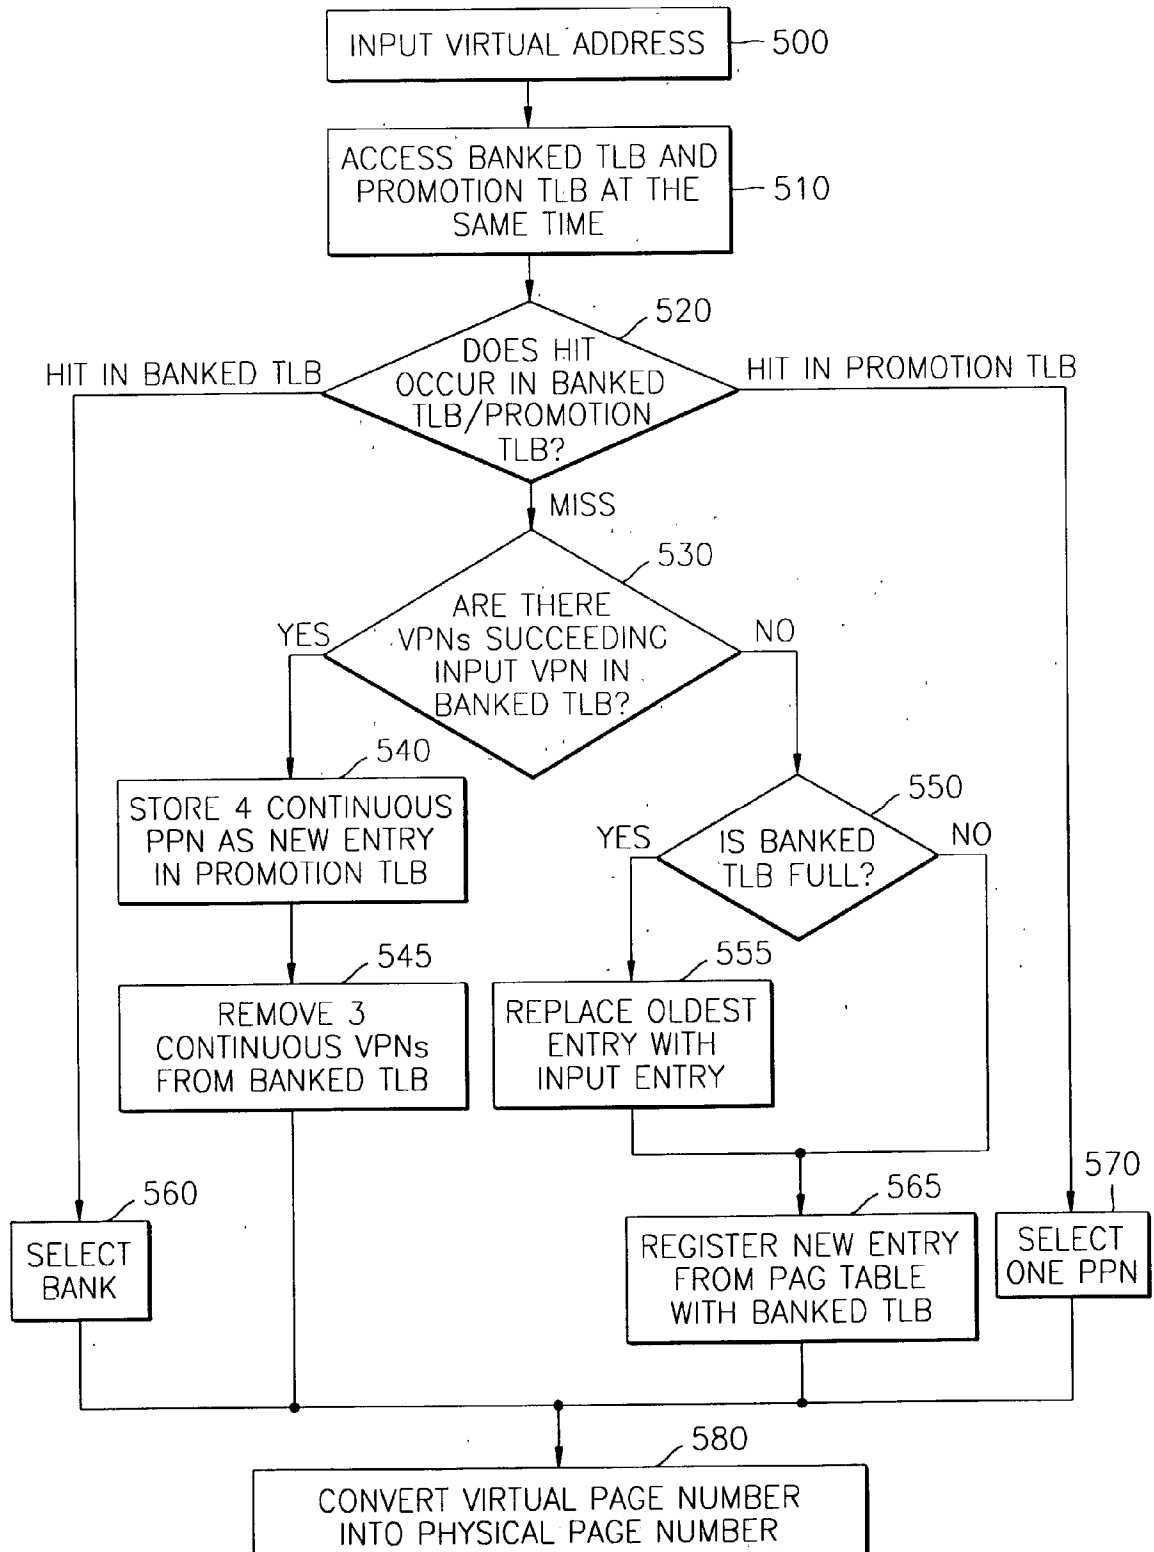 INPUT VIRTUAL ADDRESS
500
ACCESS BANKED TLB AND
PROMOTION TLB AT THE
SAME TIME
510
520
DOES HIT
OCCUR IN BANKED
TLB/PROMOTION
TLB?
HIT IN BANKED TLB
HIT IN PROMOTION TLB
MISS
530
ARE THERE
VPNs SUCCEEDING
INPUT VPN IN
BANKED TLB?
YES
NO
540
STORE 4 CONTINUOUS
PPN AS NEW ENTRY
IN PROMOTION TLB
550
IS BANKED
TLB FULL?
YES
NO
545
REMOVE 3
CONTINUOUS VPNs
FROM BANKED TLB
555
REPLACE OLDEST
ENTRY WITH
INPUT ENTRY
560
SELECT
BANK
565
REGISTER NEW ENTRY
FROM PAG TABLE
WITH BANKED TLB
570
SELECT
ONE PPN
580
CONVERT VIRTUAL PAGE NUMBER
INTO PHYSICAL PAGE NUMBER